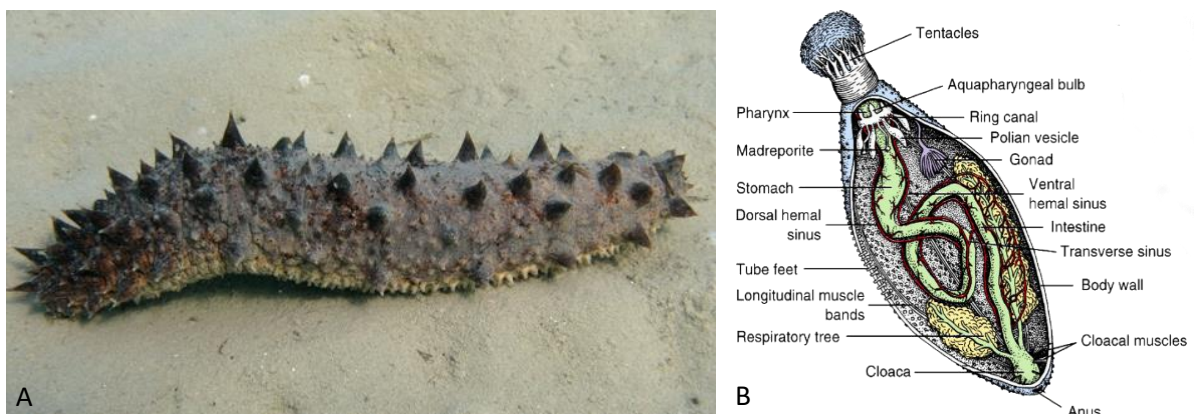 A
Tentacles
Aquapharyngeal bulb
Pharynx
Ring canal
Polian vesicle
Madreporite
Gonad
Stomach
Ventral
hemal sinus
Dorsal hemal
sinus
Intestine
Transverse sinus
Tube feet
Body wall
Longitudinal muscle
bands
Respiratory tree
Cloacal muscles
Cloaca
B
Anus